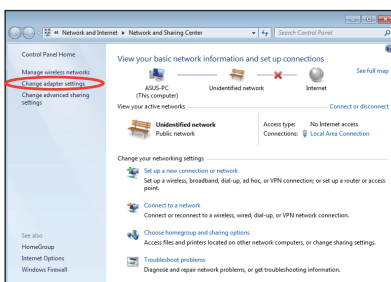 « Network and Internet ▸ Network and Sharing Center
Search Control Panel
Control Panel Home
Manage wireless networks
Change adapter settings
Change advanced sharing
settings
See also
HomeGroup
Internet Options
Windows Firewall
View your basic network information and set up connections
See full map
ASUS-PC
(This computer)
Unidentified network
Internet
View your active networks
Connect or disconnect
Unidentified network
Public network
Access type: No Internet access
Connections: Local Area Connection
Change your networking settings
Set up a new connection or network
Set up a wireless, broadband, dial-up, ad hoc, or VPN connection; or set up a router or access
point.
Connect to a network
Connect or reconnect to a wireless, wired, dial-up, or VPN network connection.
Choose homegroup and sharing options
Access files and printers located on other network computers, or change sharing settings.
Troubleshoot problems
Diagnose and repair network problems, or get troubleshooting information.